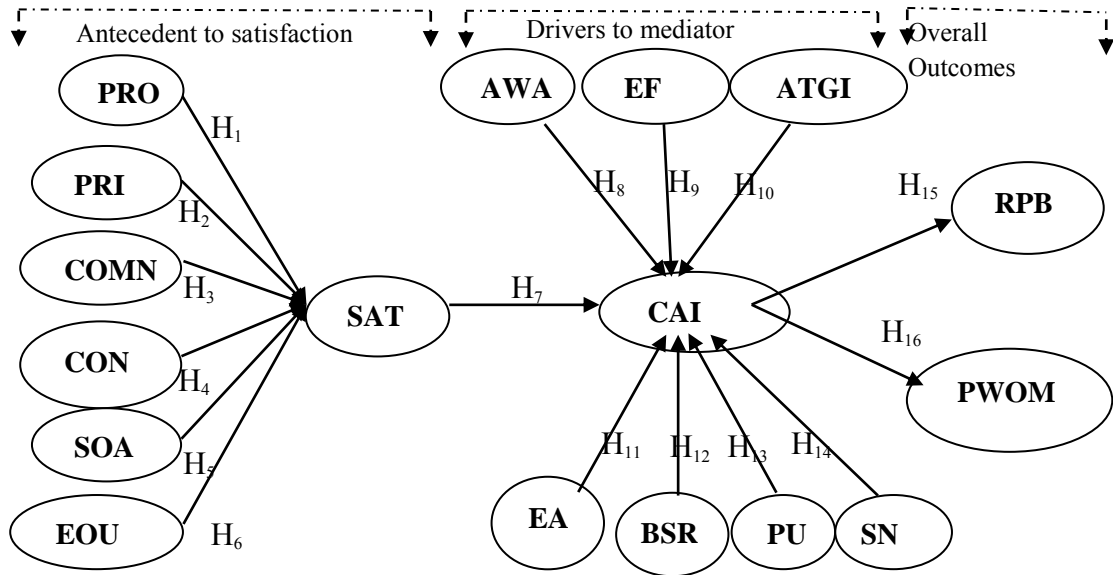 Antecedent to satisfaction
Drivers to mediator
Overall
Outcomes
PRO
AWA
EF
ATGI
H₁
PRI
H₂
H₈
H₉
H₁₀
H₁₅
RPB
COMN
H₃
SAT
H₇
CAI
CON
H₄
H₁₆
PWOM
SOA
H₅
H₁₁
H₁₂
H₁₃
H₁₄
EOU
H₆
EA
BSR
PU
SN